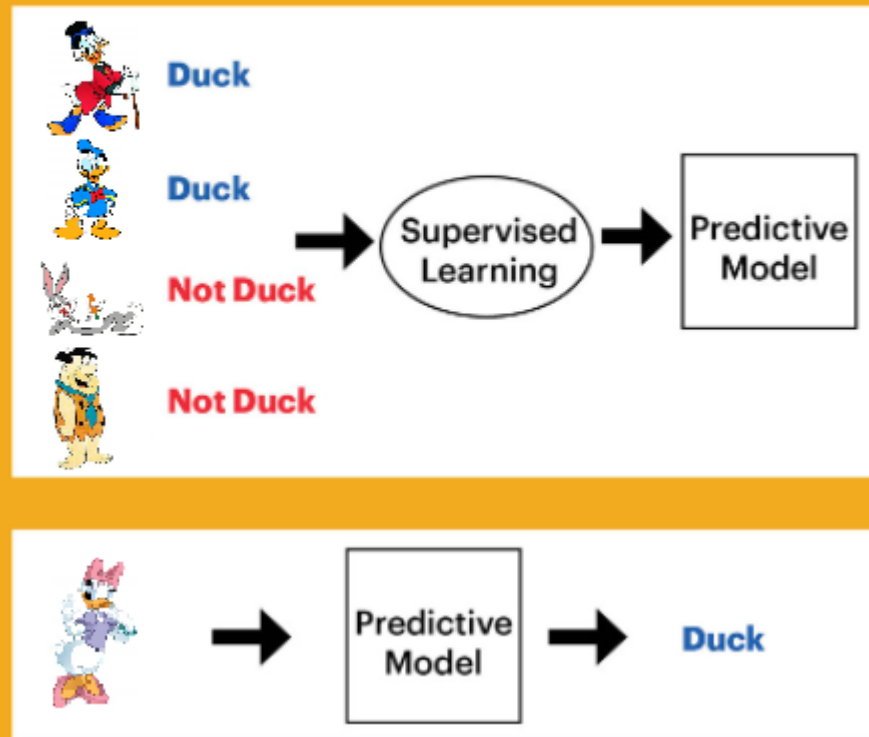 Duck
Duck
Not Duck
Not Duck
Supervised
Learning
Predictive
Model
Predictive
Model
Duck